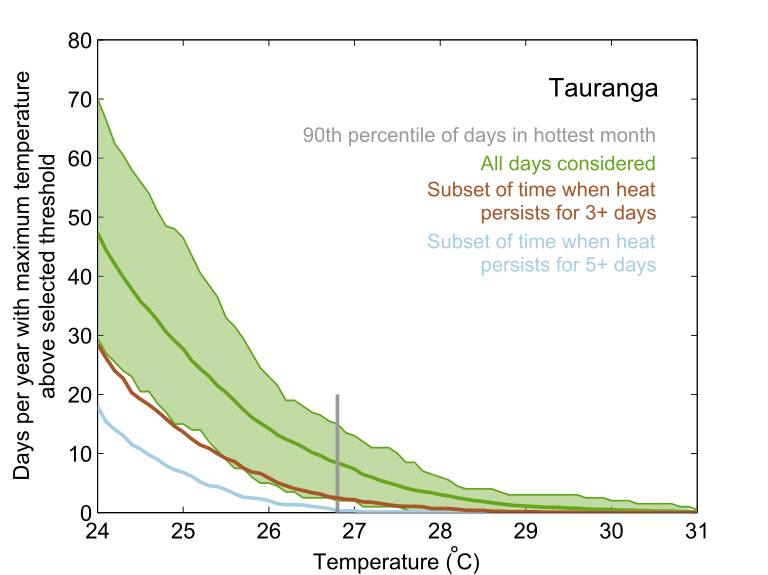 Tauranga
90th percentile of days in hottest month
All days considered
Subset of time when heat
persists for 3+ days
Subset of time when heat
persists for 5+ days
Days per year with maximum temperature
above selected threshold
80
70
60
50
40
30
20
10
0
24 25 26 27 28 29 30 31
Temperature (°C)